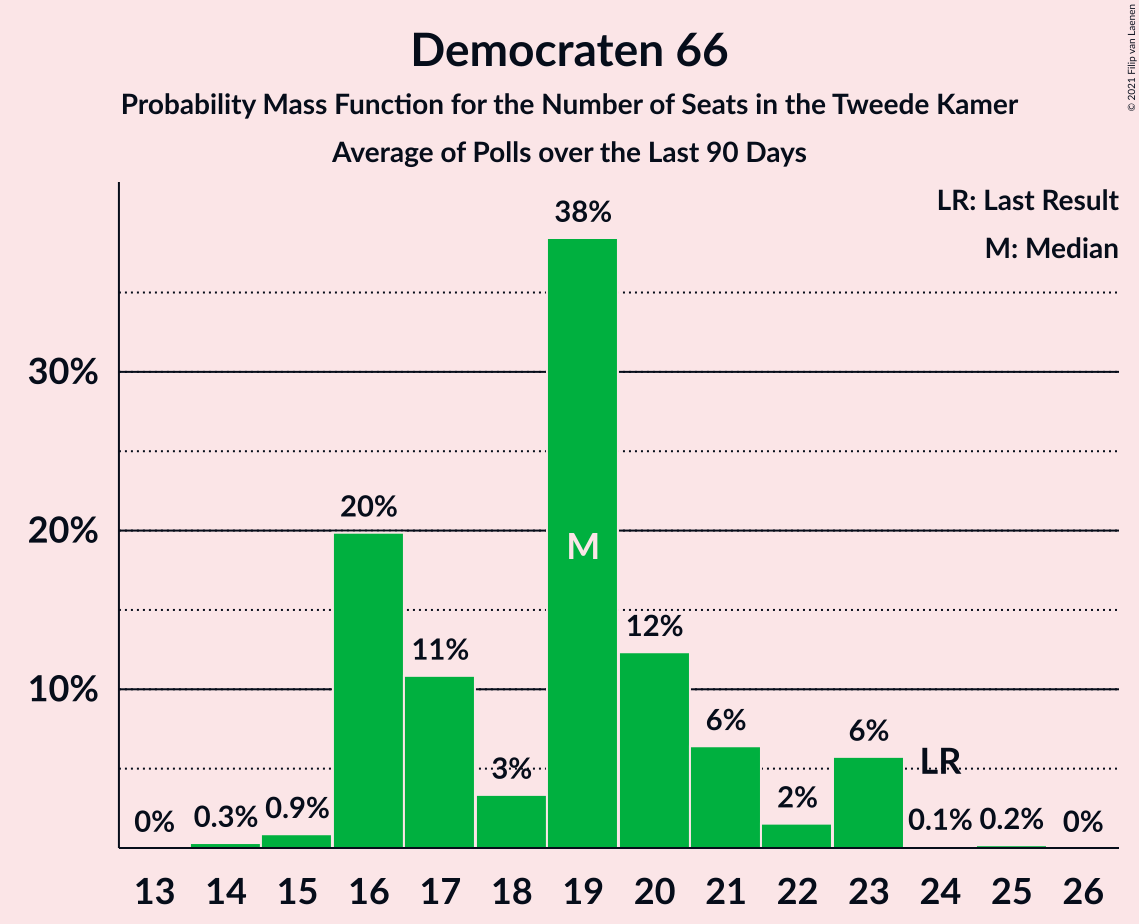 Democraten 66
Probability Mass Function for the Number of Seats in the Tweede Kamer
Average of Polls over the Last 90 Days
© 2021 Filip van Laenen
LR: Last Result
M: Median
38%
30%
20%
20%
M
12%
11%
10%
6%
6%
3%
LR
2%
0%
0.3%
0.9%
0.1%
0.2%
0%
13 14 15 16 17 18 19 20 21 22 23 24 25 26